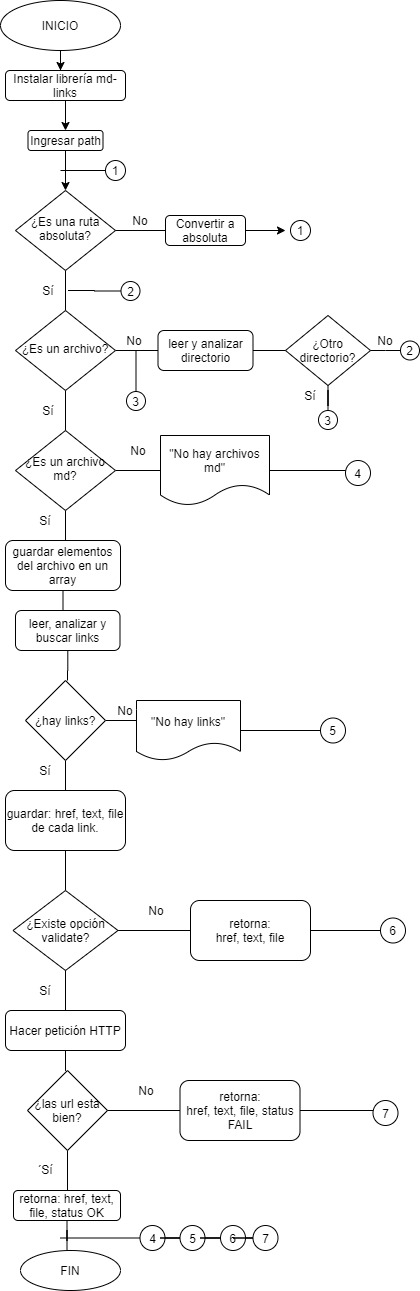 INICIO
Instalar librería md-
links
Ingresar path
1
¿Es una ruta
absoluta?
No
Convertir a
absoluta
1
Sí
2
¿Es un archivo?
No
leer y analizar
directorio
¿Otro
directorio?
No
2
3
Sí
3
Sí
¿Es un archivo
md?
No
"No hay archivos
md"
4
Sí
guardar elementos
del archivo en un
array
leer, analizar y
buscar links
¿hay links?
No
"No hay links"
5
Sí
guardar: href, text, file
de cada link.
¿Existe opción
validate?
No
retorna:
href, text, file
6
Sí
Hacer petición HTTP
¿las url esta
bien?
No
retorna:
href, text, file, status
FAIL
7
´Sí
retorna: href, text,
file, status OK
4 5 6 7
FIN